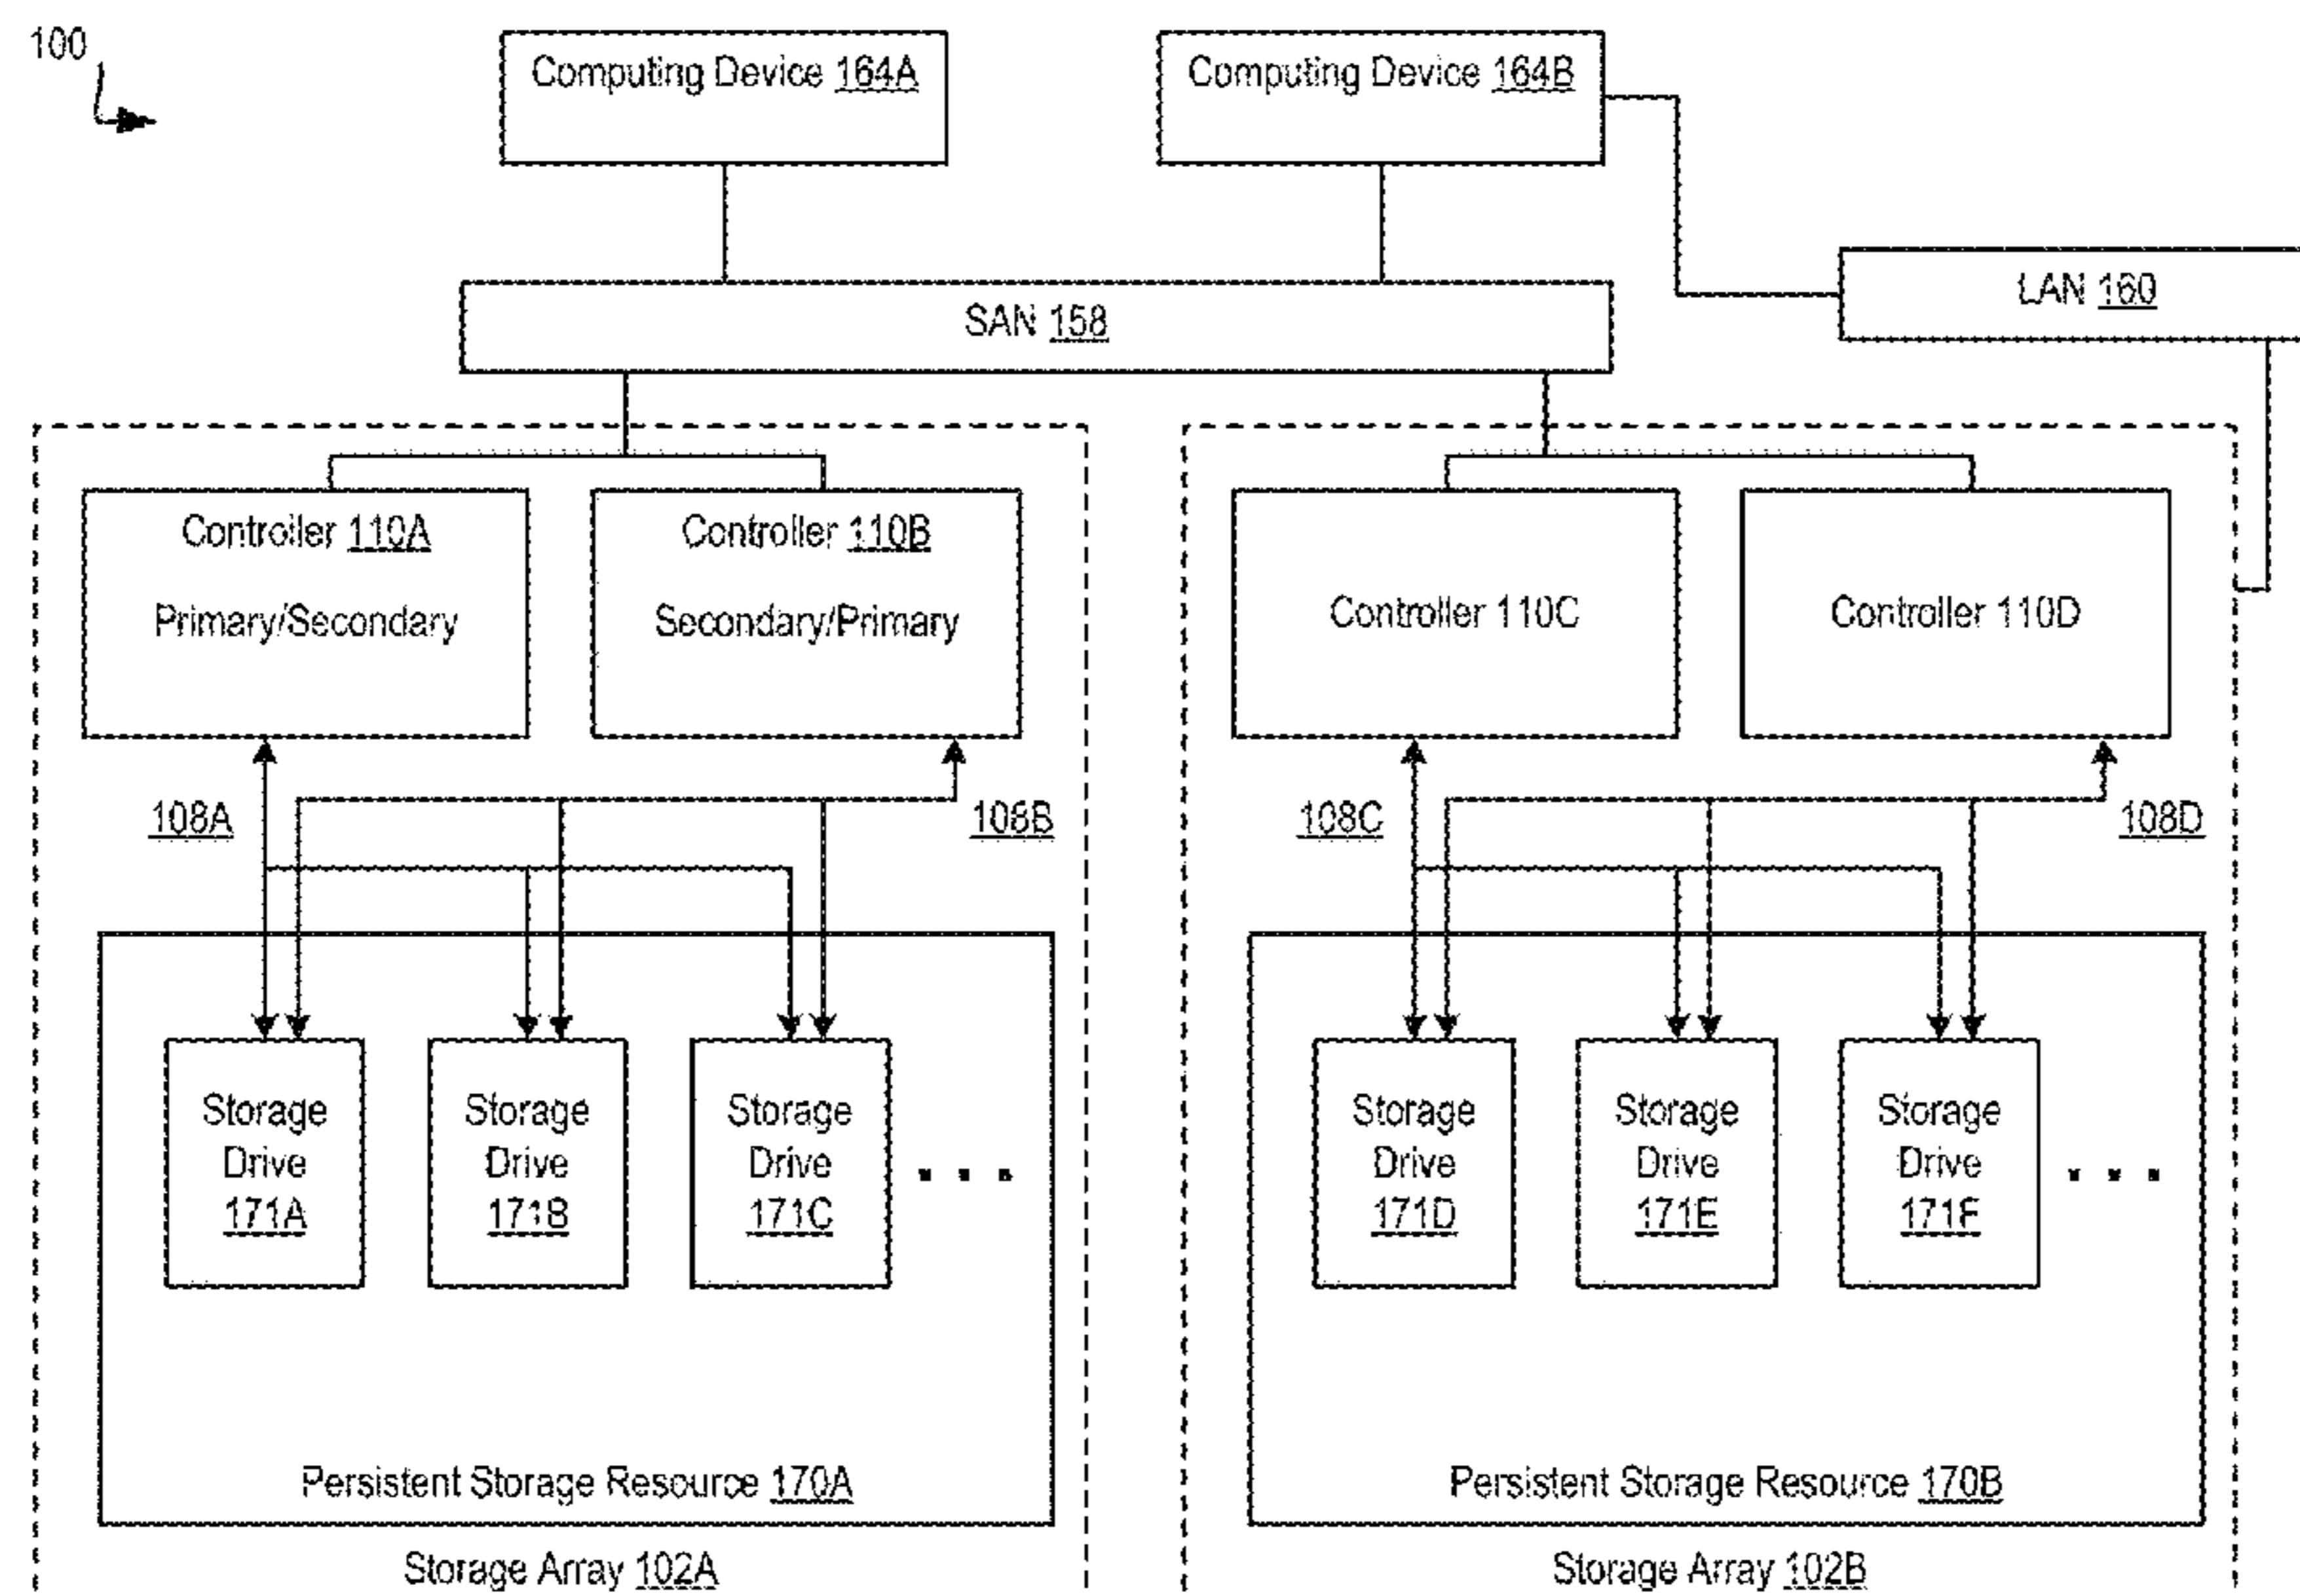 100
Computing Device 164A
Computing Device 164B
LAN 160
SAN 158
Controller 110A
Primary/Secondary
Controller 110B
Secondary/Primary
Controller 110C
Controller 110D
108A
108B
108C
108D
Storage
Drive
171A
Storage
Drive
171B
Storage
Drive
171C
. . .
Storage
Drive
171D
Storage
Drive
171E
Storage
Drive
171F
. . .
Persistent Storage Resource 170A
Persistent Storage Resource 170B
Storage Array 102A
Storage Array 102B